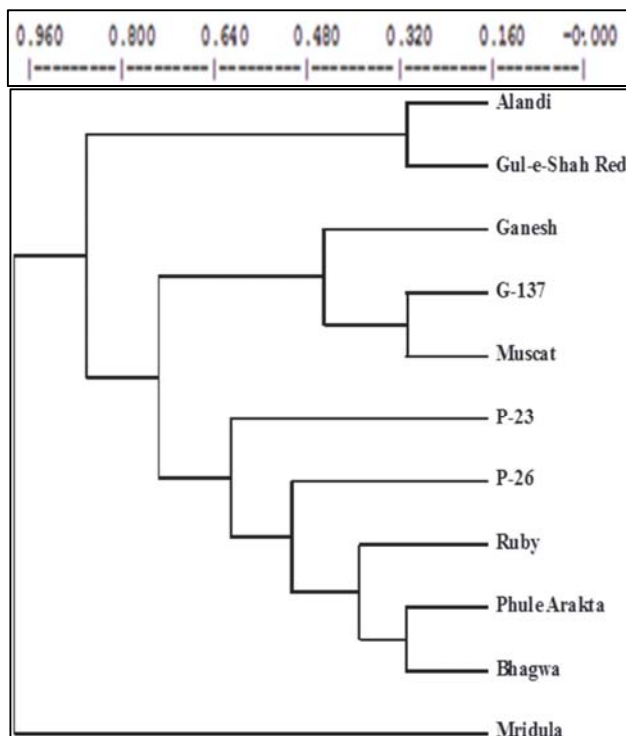 0.960 0.800 0.640 0.480 0.320 0.160 -0.000
|---------|---------|---------|---------|---------|---------|
Alandi
Gul-e-Shah Red
Ganesh
G-137
Muscat
P-23
P-26
Ruby
Phule Arakta
Bhagwa
Mridula